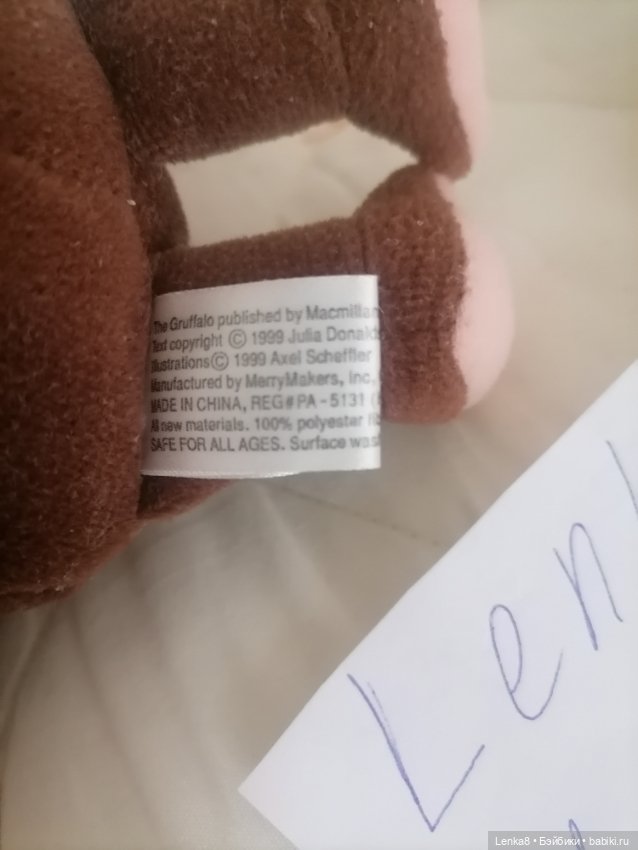 The Gruffalo published by Macmillan
Text copyright © 1999 Julia Donald
Illustrations © 1999 Axel Scheffler
Manufactured by MerryMakers, Inc.
MADE IN CHINA, REG#PA-5131 (
All new materials. 100% polyester
SAFE FOR ALL AGES. Surface was
Len
Lenka8 • Бэйбики • babiki.ru